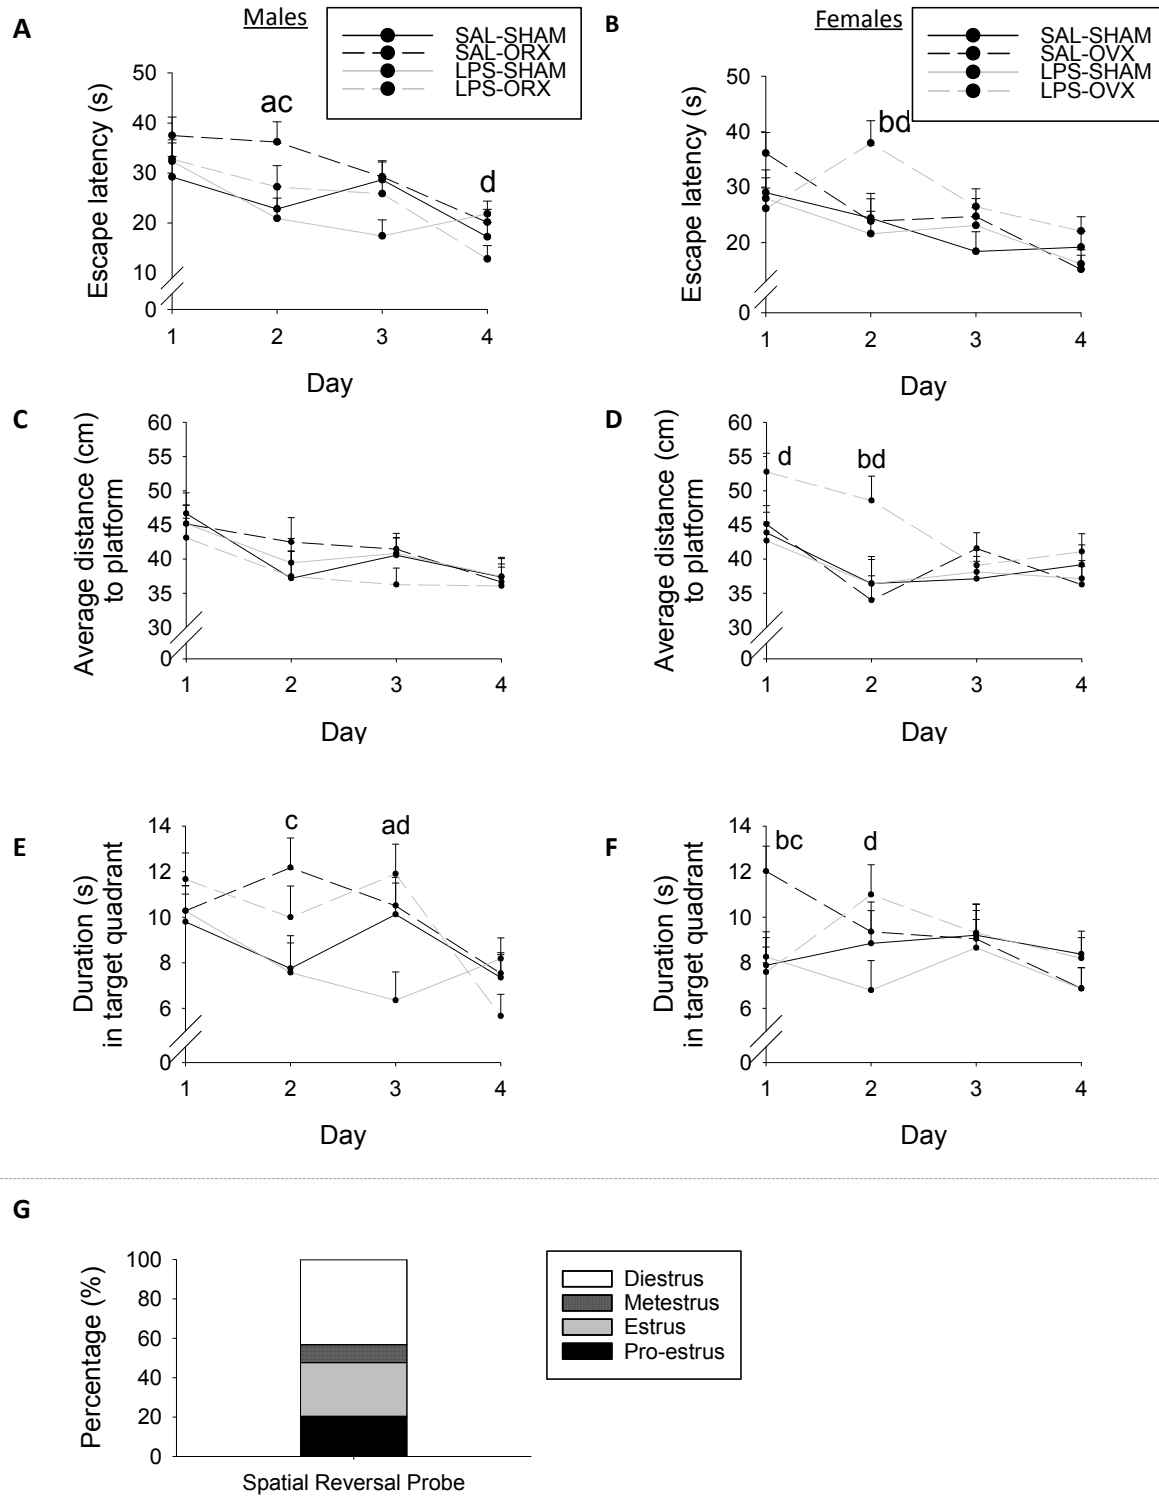 A
Males
SAL-SHAM
SAL-ORX
LPS-SHAM
LPS-ORX
Escape latency (s)
50
40
30
20
10
0
ac
d
1 2 3 4
Day
B
Females
SAL-SHAM
SAL-OVX
LPS-SHAM
LPS-OVX
Escape latency (s)
50
40
30
20
0
bd
1 2 3 4
Day
C
Average distance (cm)
to platform
60
55
50
45
40
35
30
0
1 2 3 4
Day
D
Average distance (cm)
to platform
60
55
50
45
40
35
30
0
d
bd
1 2 3 4
Day
E
Duration (s)
in target quadrant
14
12
10
8
6
0
c
ad
1 2 3 4
Day
F
Duration (s)
in target quadrant
14
12
10
8
6
0
bc
d
1 2 3 4
Day
G
Percentage (%)
100
80
60
40
20
0
Spatial Reversal Probe
Diestrus
Metestrus
Estrus
Pro-estrus